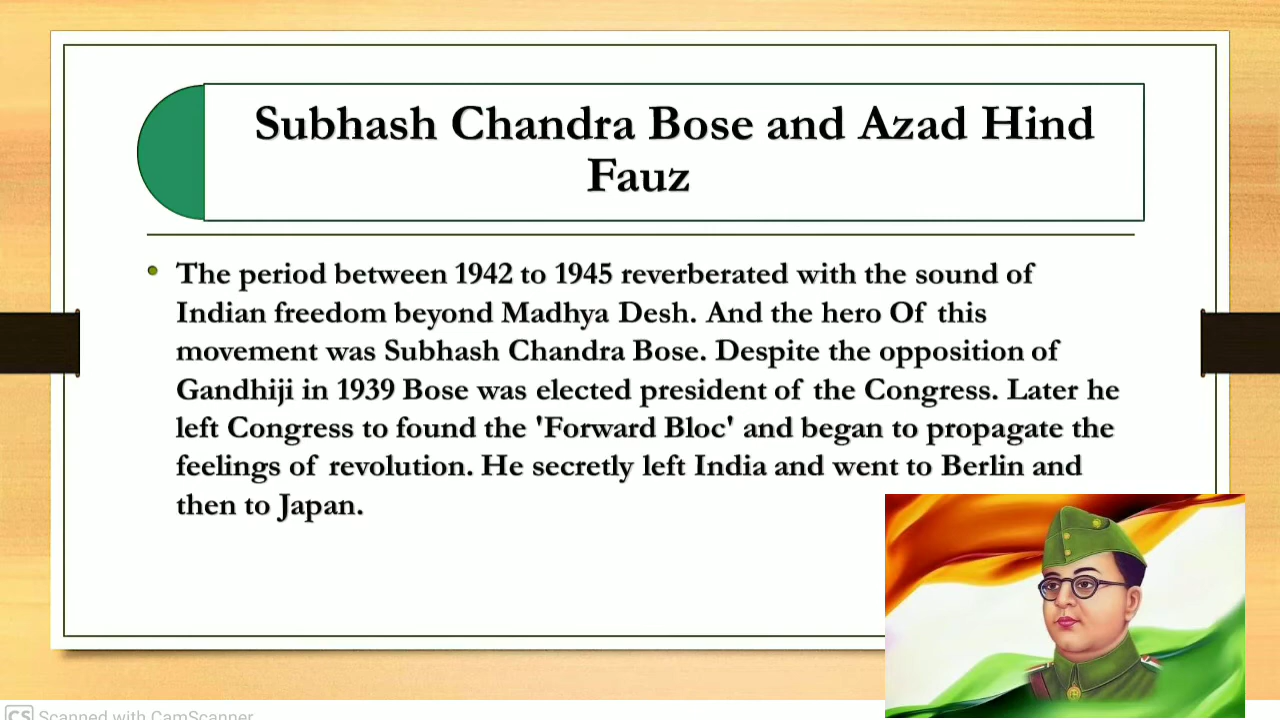 Subhash Chandra Bose and Azad Hind
Fauz
• The period between 1942 to 1945 reverberated with the sound of
Indian freedom beyond Madhya Desh. And the hero Of this
movement was Subhash Chandra Bose. Despite the opposition of
Gandhiji in 1939 Bose was elected president of the Congress. Later he
left Congress to found the 'Forward Bloc' and began to propagate the
feelings of revolution. He secretly left India and went to Berlin and
then to Japan.
CS Scanned with CamScanner